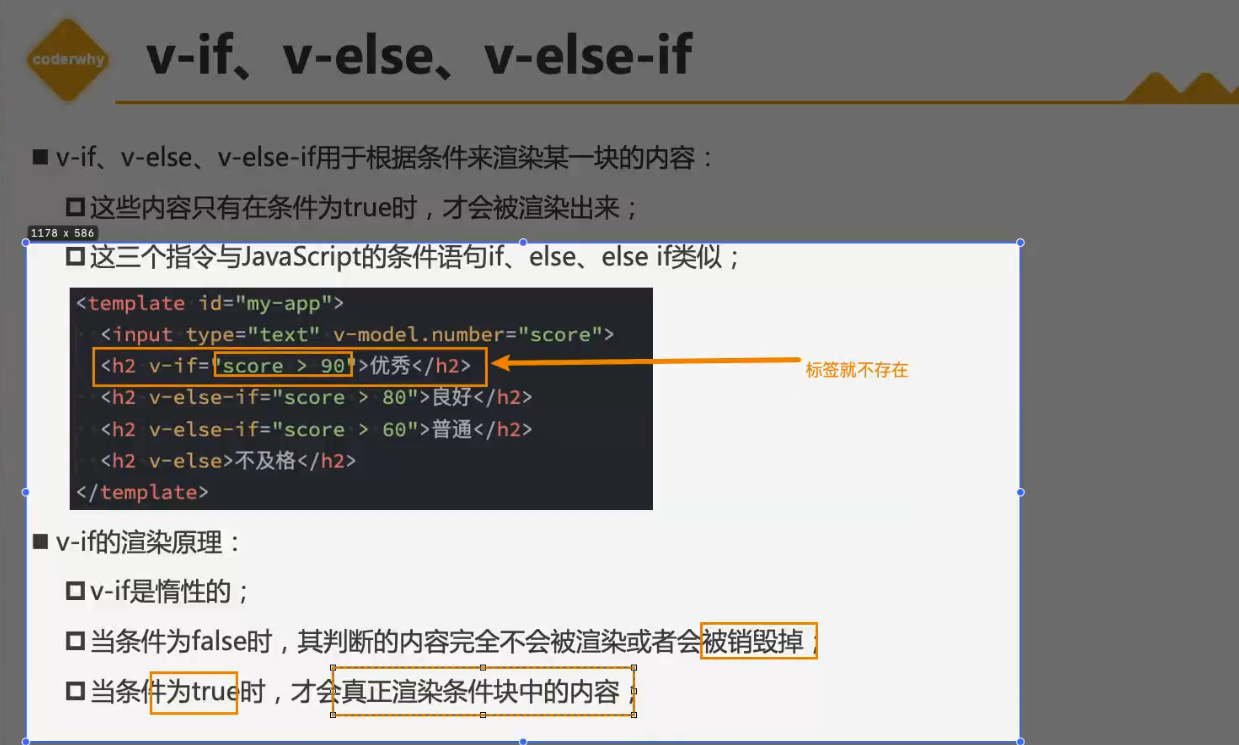 coderwhy
v-if、v-else、v-else-if
v-if、v-else、v-else-if用于根据条件来渲染某一块的内容：
这些内容只有在条件为true时，才会被渲染出来；
1178 x 586
这三个指令与JavaScript的条件语句if、else、else if类似；
<template id="my-app">
<input type="text" v-model.number="score">
<h2 v-if="score > 90">优秀</h2>
标签就不存在
<h2 v-else-if="score > 80">良好</h2>
<h2 v-else-if="score > 60">普通</h2>
<h2 v-else>不及格</h2>
</template>
v-if的渲染原理：
v-if是惰性的；
当条件为false时，其判断的内容完全不会被渲染或者会被销毁掉；
当条件为true时，才会真正渲染条件块中的内容；